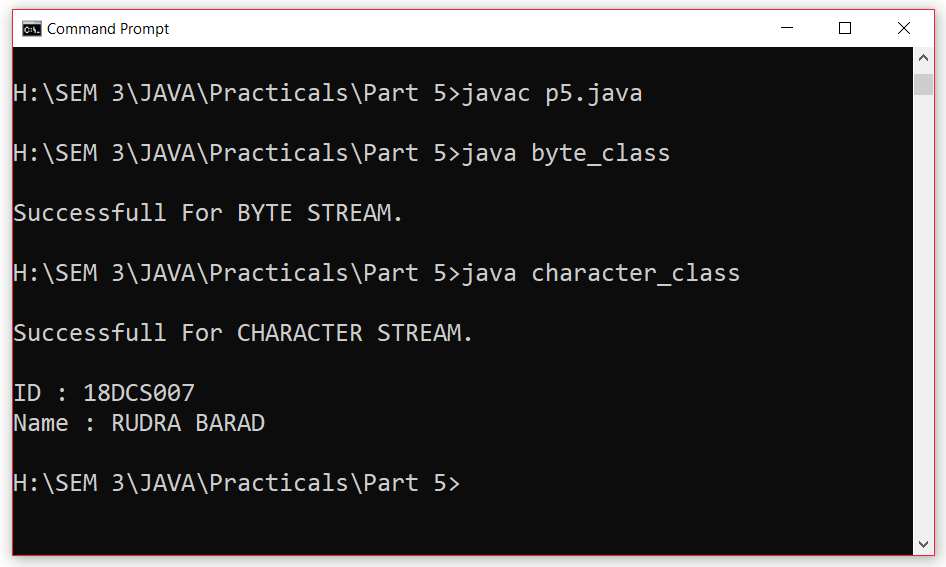 Command Prompt
H:\SEM 3\JAVA\Practicals\Part 5>javac p5.java
H:\SEM 3\JAVA\Practicals\Part 5>java byte_class
Successfull For BYTE STREAM.
H:\SEM 3\JAVA\Practicals\Part 5>java character_class
Successfull For CHARACTER STREAM.
ID : 18DCS007
Name : RUDRA BARAD
H:\SEM 3\JAVA\Practicals\Part 5>